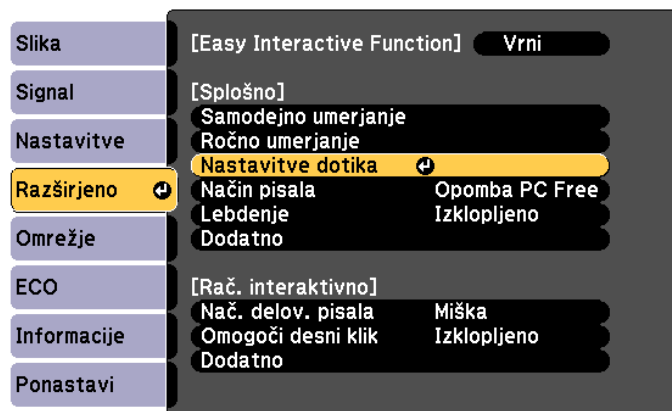 Slika
Signal
Nastavitve
Razširjeno
Omrežje
ECO
Informacije
Ponastavi
[Easy Interactive Function] Vrni
[Splošno]
Samodejno umerjanje
Ročno umerjanje
Nastavitve dotika
Način pisala Opomba PC Free
Lebdenje Izklopljeno
Dodatno
[Rač. interaktivno]
Nač. delov. pisala Miška
Omogoči desni klik Izklopljeno
Dodatno